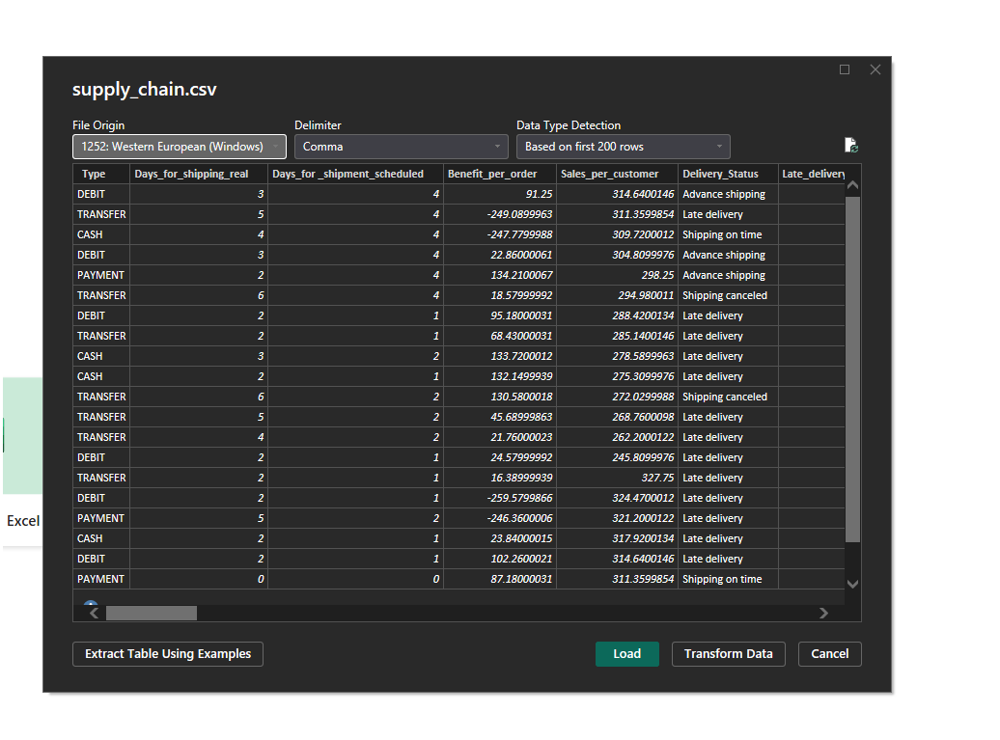 supply_chain.csv
File Origin Delimiter Data Type Detection
1252: Western European (Windows) Comma Based on first 200 rows
Type Days_for_shipping_real Days_for _shipment_scheduled Benefit_per_order Sales_per_customer Delivery_Status Late_delivery
DEBIT 3 4 91.25 314.6400146 Advance shipping
TRANSFER 5 4 -249.0899963 311.3599854 Late delivery
CASH 4 4 -247.7799988 309.7200012 Shipping on time
DEBIT 3 4 22.86000061 304.8099976 Advance shipping
PAYMENT 2 4 134.2100067 298.25 Advance shipping
TRANSFER 6 4 18.57999992 294.980011 Shipping canceled
DEBIT 2 1 95.18000031 288.4200134 Late delivery
TRANSFER 2 1 68.43000031 285.1400146 Late delivery
CASH 3 2 133.7200012 278.5899963 Late delivery
CASH 2 1 132.1499939 275.3099976 Late delivery
TRANSFER 6 2 130.5800018 272.0299988 Shipping canceled
TRANSFER 5 2 45.68999863 268.7600098 Late delivery
TRANSFER 4 2 21.76000023 262.2000122 Late delivery
DEBIT 2 1 24.57999992 245.8099976 Late delivery
TRANSFER 2 1 16.38999939 327.75 Late delivery
DEBIT 2 1 -259.5799866 324.4700012 Late delivery
PAYMENT 5 2 -246.3600006 321.2000122 Late delivery
CASH 2 1 23.84000015 317.9200134 Late delivery
DEBIT 2 1 102.2600021 314.6400146 Late delivery
PAYMENT 0 0 87.18000031 311.3599854 Shipping on time
Excel
Extract Table Using Examples Load Transform Data Cancel